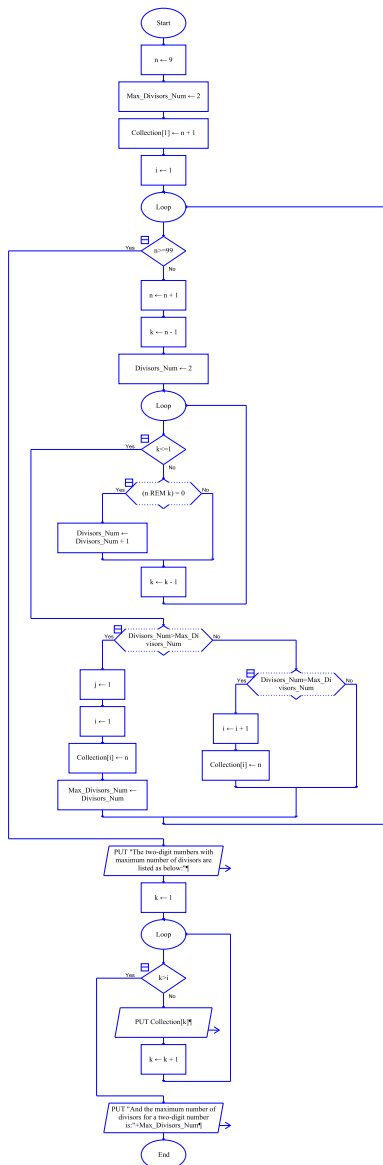 Start
n ← 9
Max_Divisors_Num ← 2
Collection[1] ← n + 1
i ← 1
Loop
n>=99
Yes
No
n ← n + 1
k ← n - 1
Divisors_Num ← 2
Loop
k<=1
Yes
No
(n REM k) = 0
Yes
No
Divisors_Num ←
Divisors_Num + 1
k ← k - 1
Divisors_Num>Max_Di
visors_Num
Yes
No
j ← 1
i ← 1
Collection[i] ← n
Max_Divisors_Num ←
Divisors_Num
Divisors_Num=Max_Di
visors_Num
Yes
No
i ← i + 1
Collection[i] ← n
PUT "The two-digit numbers with
maximum number of divisors are
listed as below:"¶
k ← 1
Loop
k>i
Yes
No
PUT Collection[k]¶
k ← k + 1
PUT "And the maximum number of
divisors for a two-digit number
is:"+Max_Divisors_Num¶
End